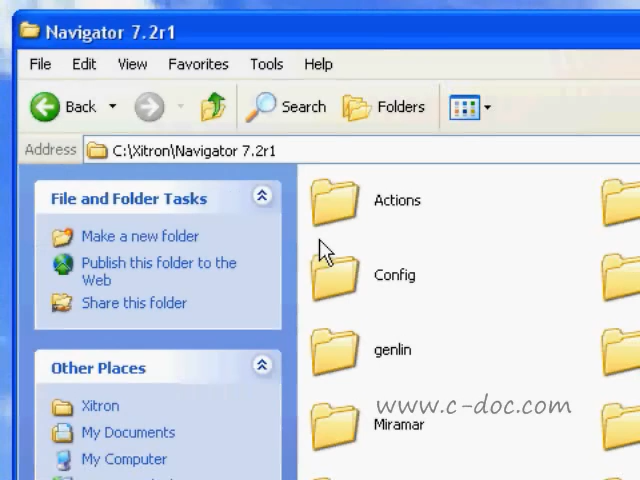 Navigator 7.2r1
File Edit View Favorites Tools Help
Back Search Folders
Address C:\Xitron\Navigator 7.2r1
File and Folder Tasks
Make a new folder
Publish this folder to the
Web
Share this folder
Other Places
Xitron
My Documents
My Computer
Actions
Config
genlin
www.c-doc.com
Miramar